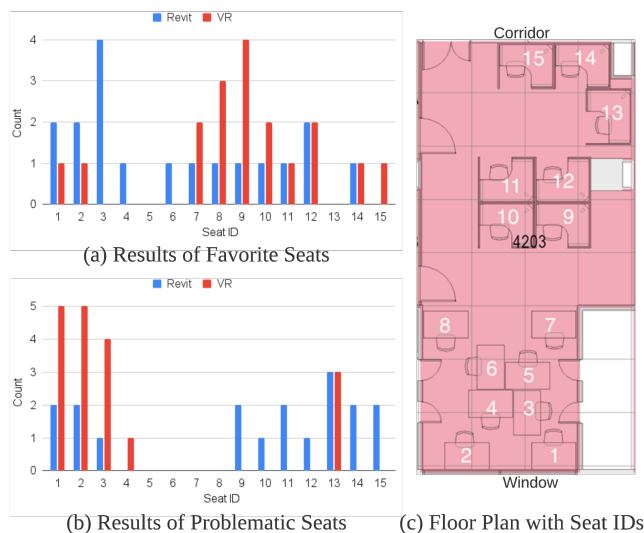 Revit VR
4
3
2
1
0
Count
1 2 3 4 5 6 7 8 9 10 11 12 13 14 15
Seat ID
(a) Results of Favorite Seats
Revit VR
5
4
3
2
1
0
Count
1 2 3 4 5 6 7 8 9 10 11 12 13 14 15
Seat ID
(b) Results of Problematic Seats
Corridor
15 14
13
11 12
10 9
4203
8 7
6 5
4 3
2 1
Window
(c) Floor Plan with Seat IDs